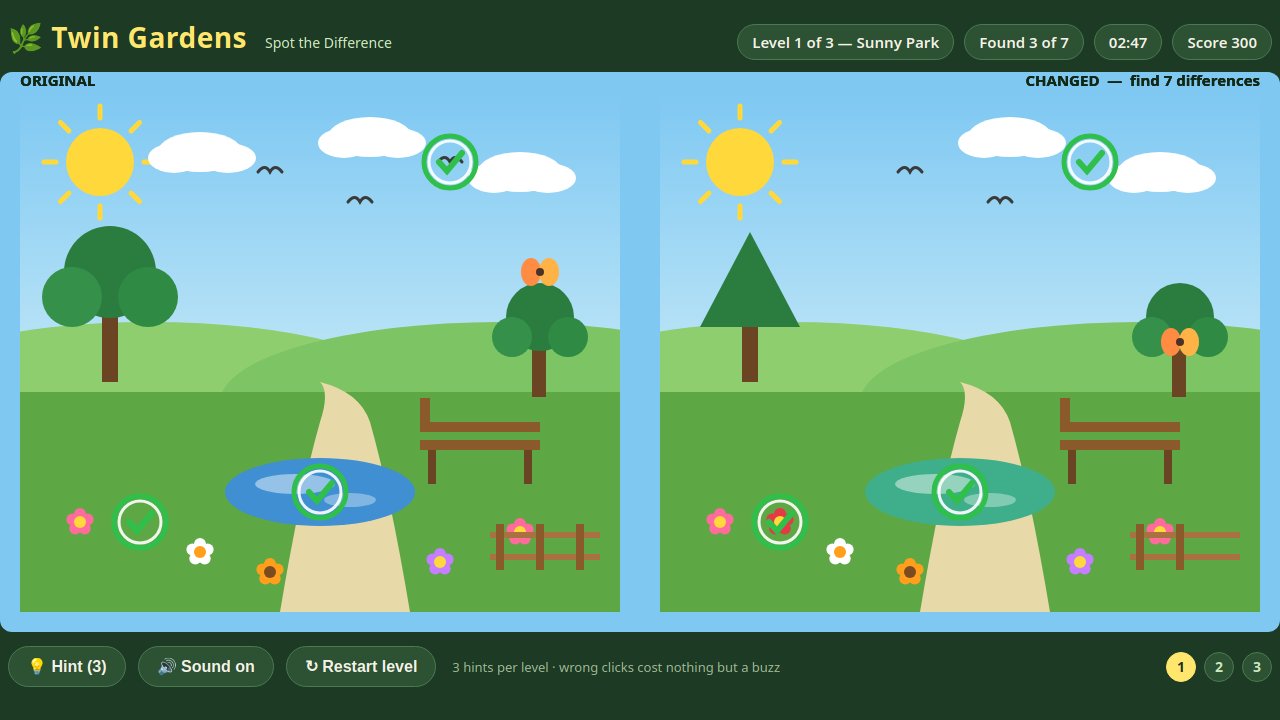 🌿 Twin Gardens Spot the Difference
Level 1 of 3 — Sunny Park
Found 3 of 7
02:47
Score 300
ORIGINAL
CHANGED — find 7 differences
💡 Hint (3)
🔊 Sound on
↻ Restart level
3 hints per level · wrong clicks cost nothing but a buzz
1
2
3